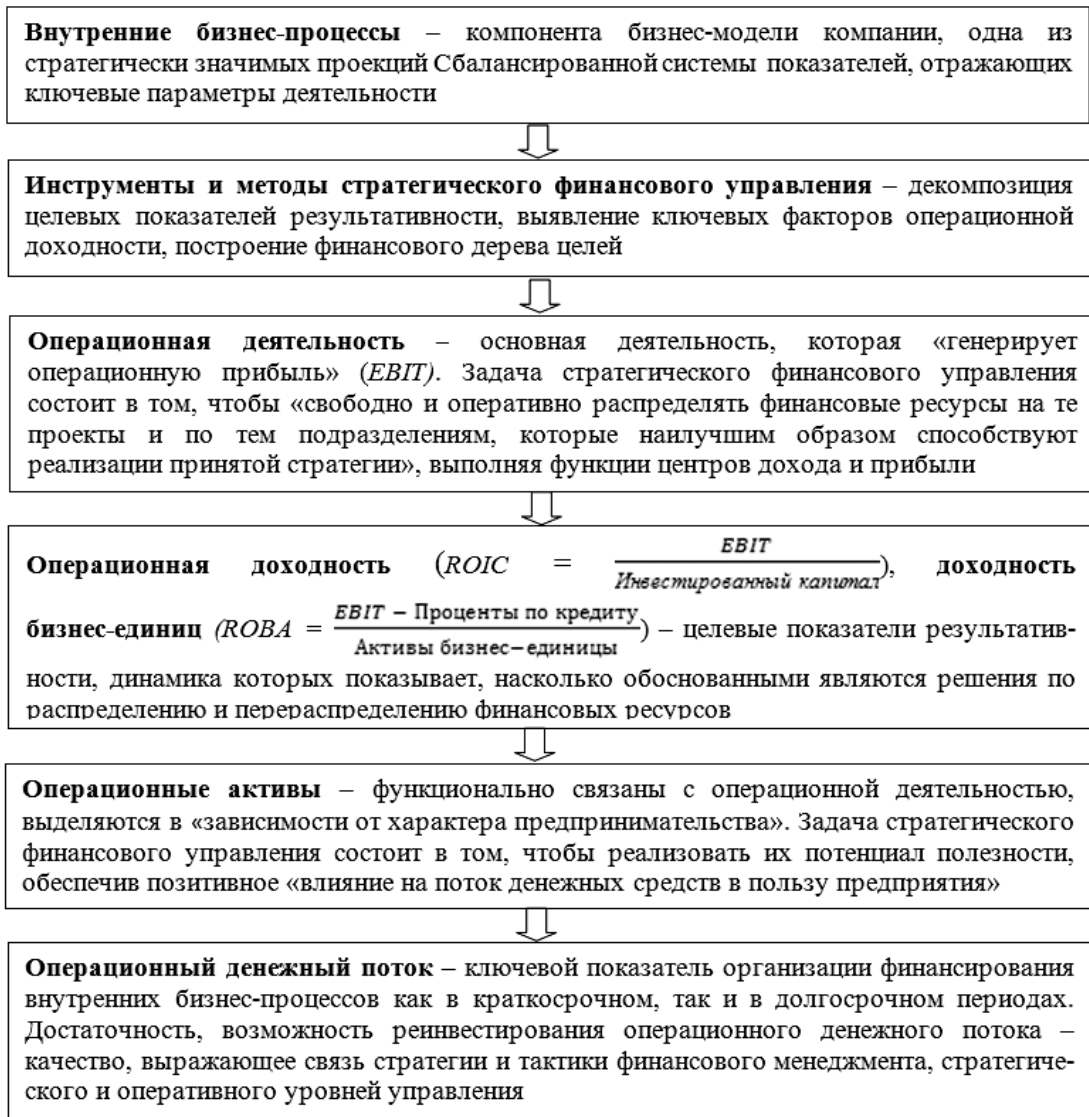 Внутренние бизнес-процессы – компонента бизнес-модели компании, одна из
стратегически значимых проекций Сбалансированной системы показателей, отражающих
ключевые параметры деятельности
Инструменты и методы стратегического финансового управления – декомпозиция
целевых показателей результативности, выявление ключевых факторов операционной
доходности, построение финансового дерева целей
Операционная деятельность – основная деятельность, которая «генерирует
операционную прибыль» (EBIT). Задача стратегического финансового управления
состоит в том, чтобы «свободно и оперативно распределять финансовые ресурсы на те
проекты и по тем подразделениям, которые наилучшим образом способствуют
реализации принятой стратегии», выполняя функции центров дохода и прибыли
Операционная доходность (ROIC = EBIT / Инвестированный капитал), доходность
бизнес-единиц (ROBA = EBIT – Проценты по кредиту / Активы бизнес–единицы) – целевые показатели результатив-
ности, динамика которых показывает, насколько обоснованными являются решения по
распределению и перераспределению финансовых ресурсов
Операционные активы – функционально связаны с операционной деятельностью,
выделяются в «зависимости от характера предпринимательства». Задача стратегического
финансового управления состоит в том, чтобы реализовать их потенциал полезности,
обеспечив позитивное «влияние на поток денежных средств в пользу предприятия»
Операционный денежный поток – ключевой показатель организации финансирования
внутренних бизнес-процессов как в краткосрочном, так и в долгосрочном периодах.
Достаточность, возможность реинвестирования операционного денежного потока –
качество, выражающее связь стратегии и тактики финансового менеджмента, стратегиче-
ского и оперативного уровней управления